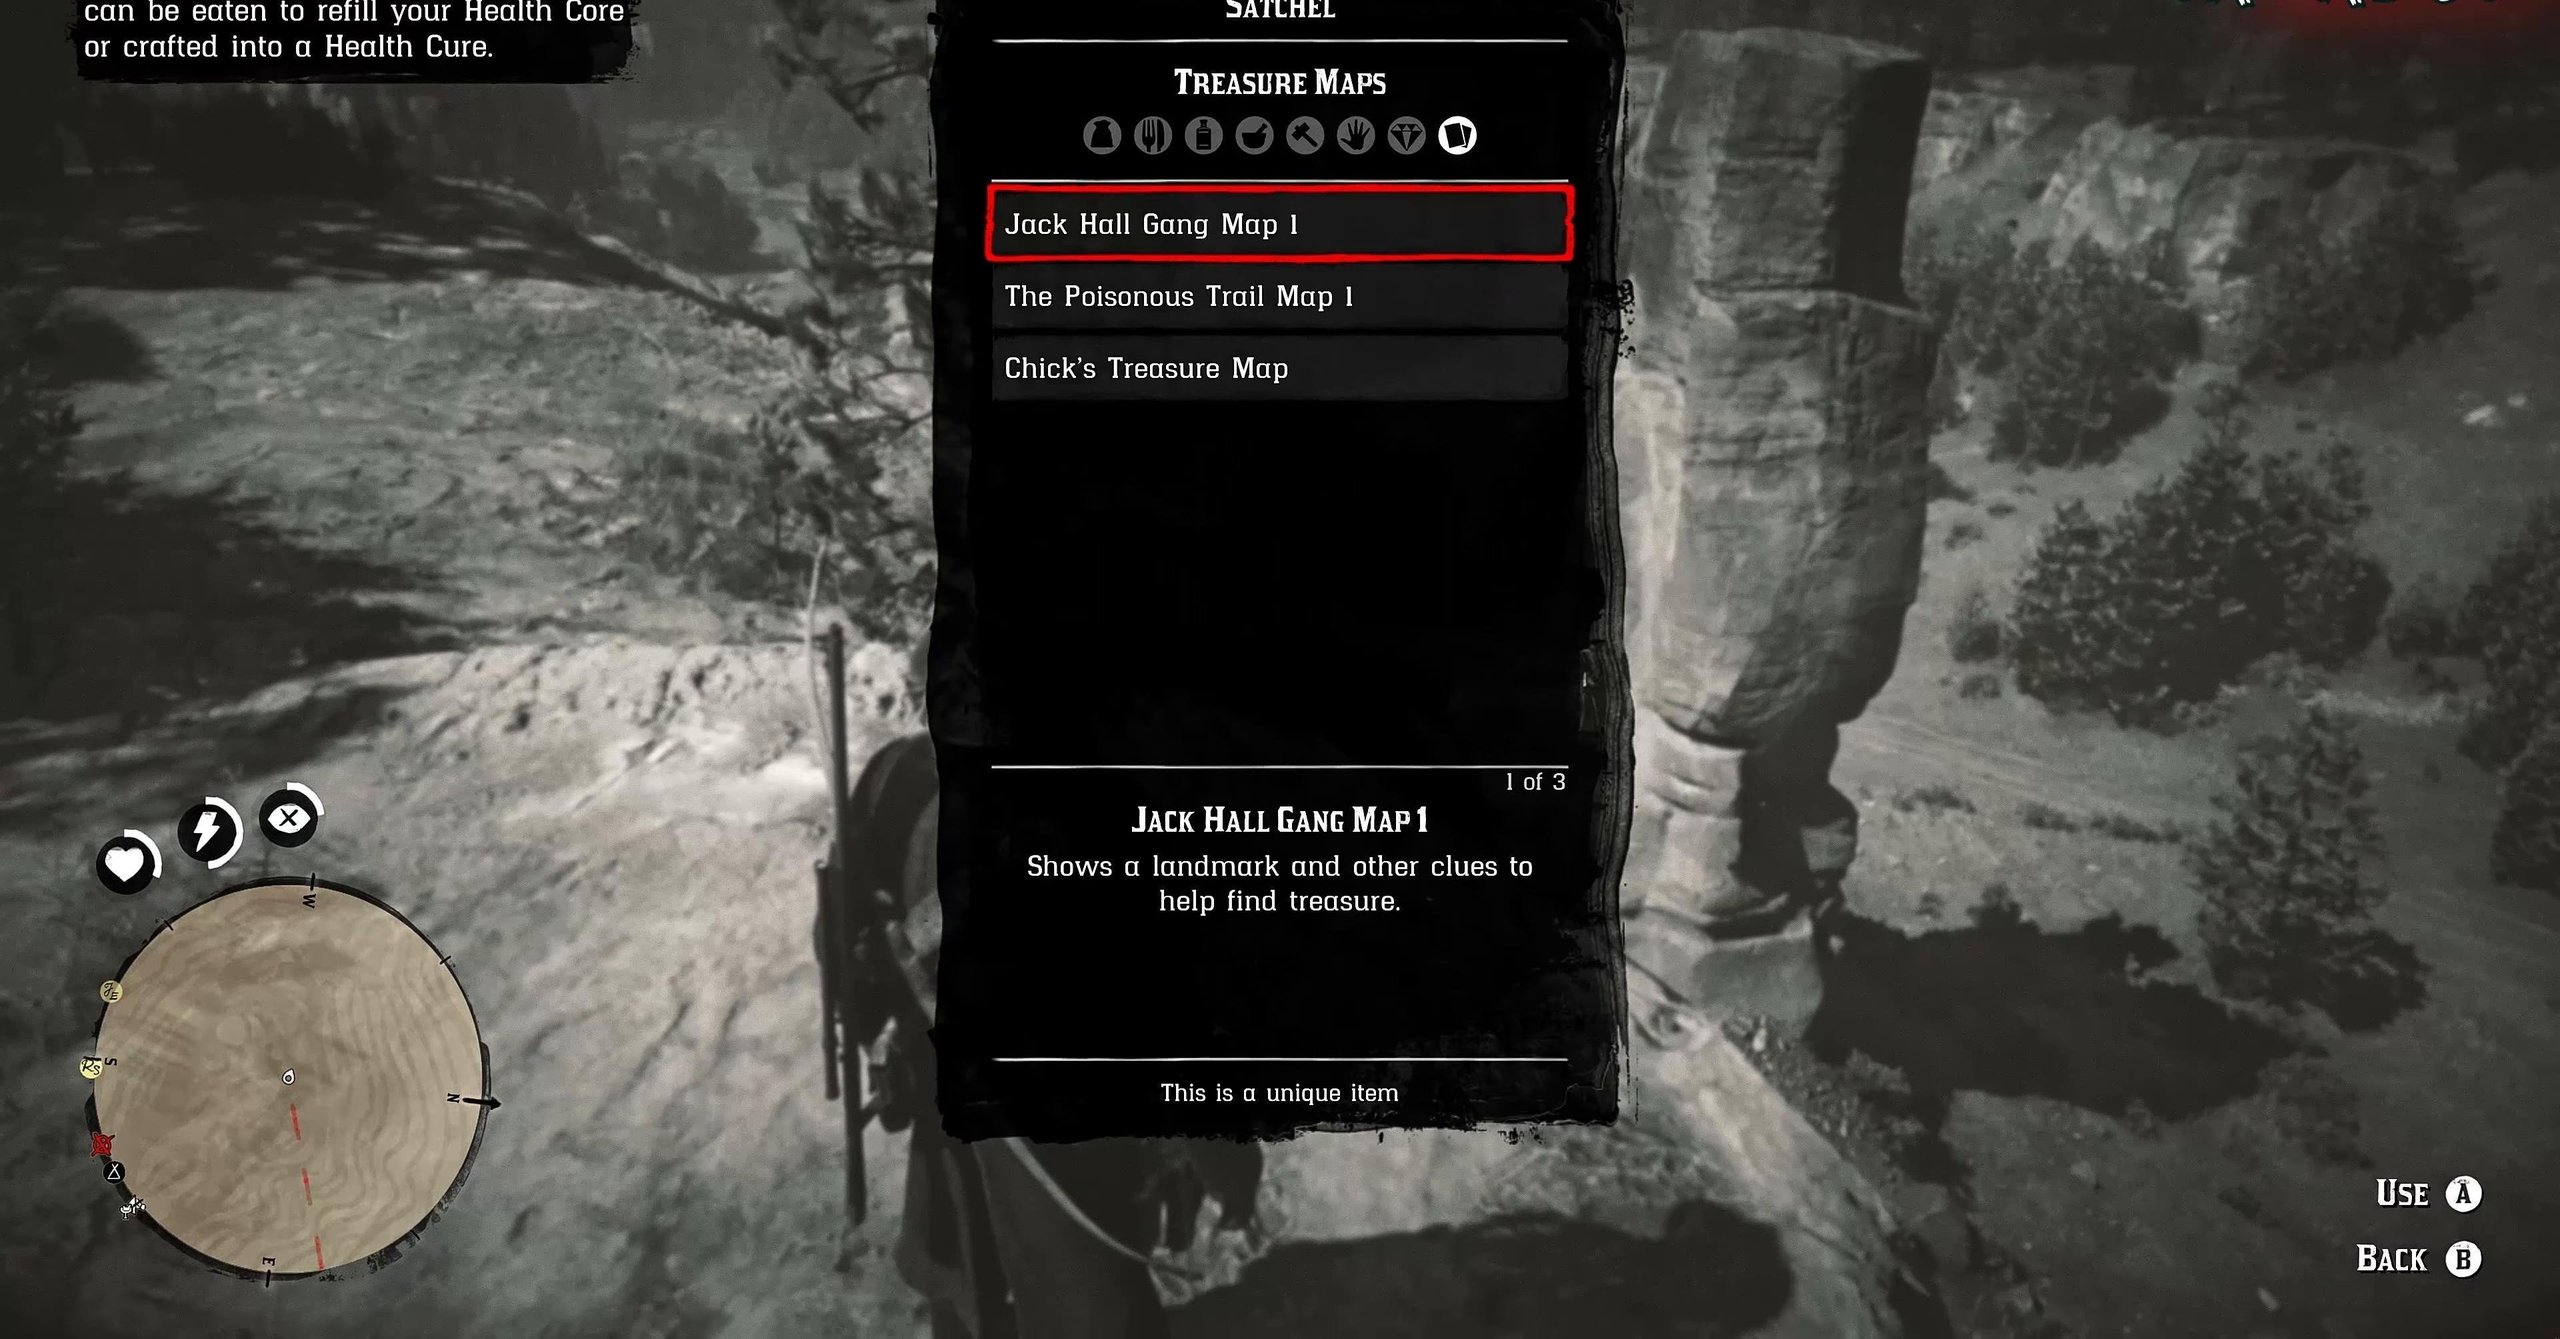 can be eaten to refill your Health Core
or crafted into a Health Cure.
SATCHEL
TREASURE MAPS
Jack Hall Gang Map 1
The Poisonous Trail Map 1
Chick's Treasure Map
1 of 3
JACK HALL GANG MAP 1
Shows a landmark and other clues to
help find treasure.
This is a unique item
W
JE
S
RS
N
E
USE A
BACK B